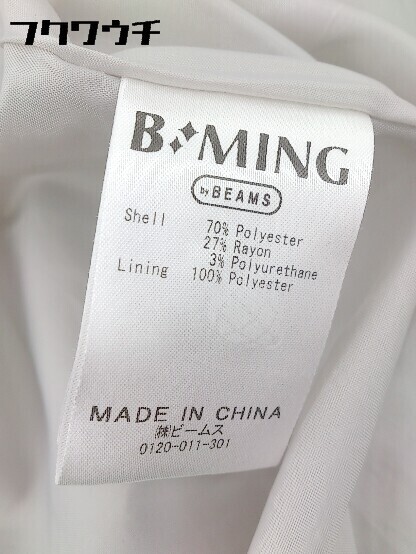 フクワウチ
B MING
by BEAMS
Shell 70% Polyester
27% Rayon
3% Polyurethane
Lining 100% Polyester
MADE IN CHINA
㈱ビームス
0120-011-301